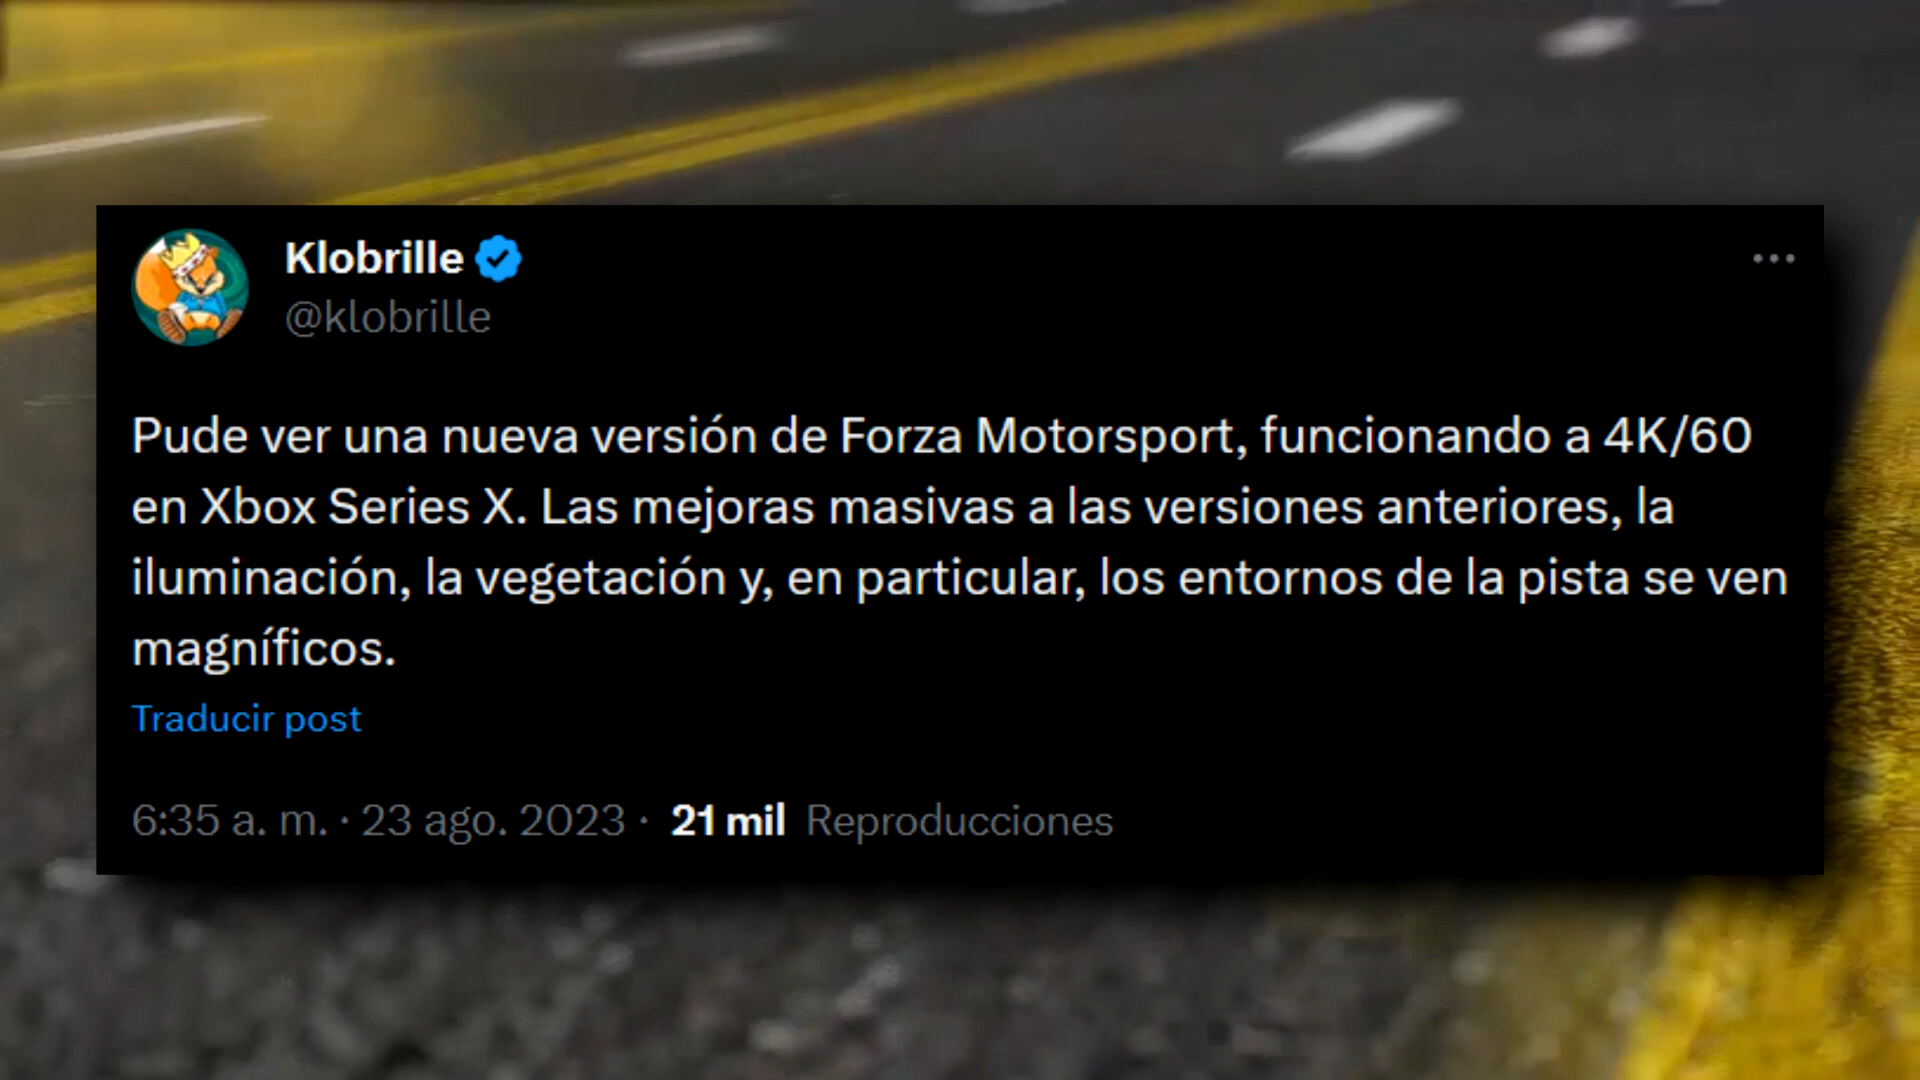 Klobrille
@klobrille
Pude ver una nueva versión de Forza Motorsport, funcionando a 4K/60
en Xbox Series X. Las mejoras masivas a las versiones anteriores, la
iluminación, la vegetación y, en particular, los entornos de la pista se ven
magníficos.
Traducir post
6:35 a. m. · 23 ago. 2023 · 21 mil Reproducciones